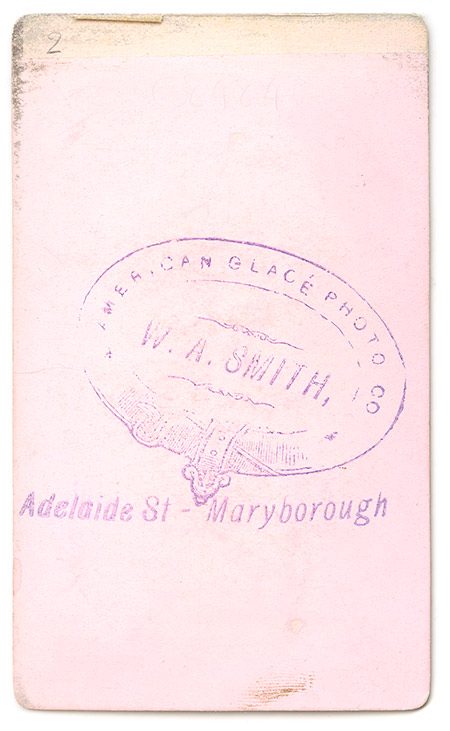 2
AMERICAN GLACÉ PHOTO CO
W. A. SMITH,
Adelaide St - Maryborough